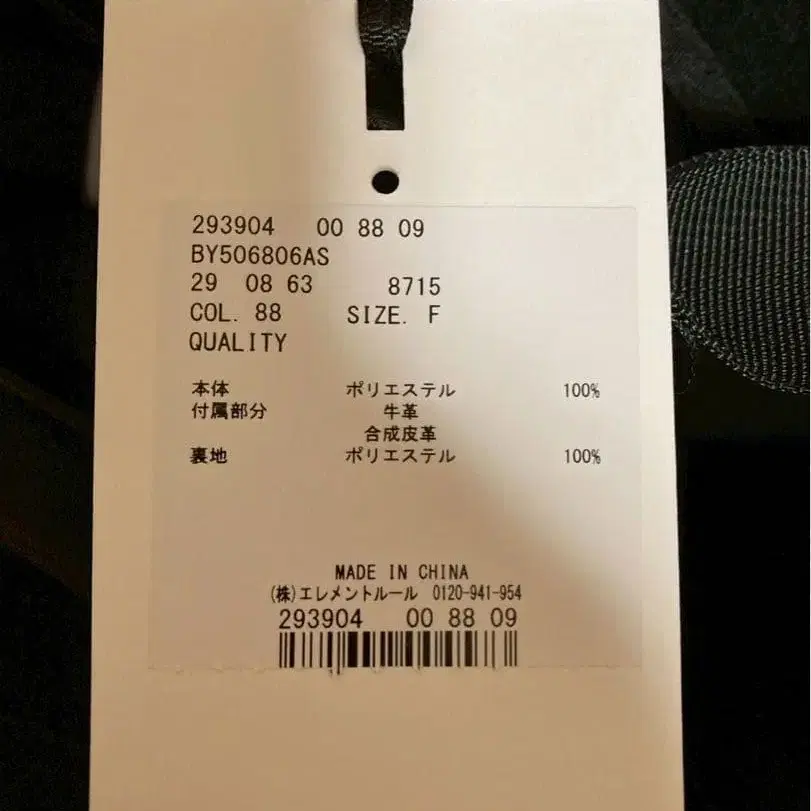 293904 00 88 09
BY506806AS
29 08 63 8715
COL. 88 SIZE. F
QUALITY
本体 ポリエステル 100%
付属部分 牛革
合成皮革
裏地 ポリエステル 100%
MADE IN CHINA
(株)エレメントルール 0120-941-954
293904 00 88 09